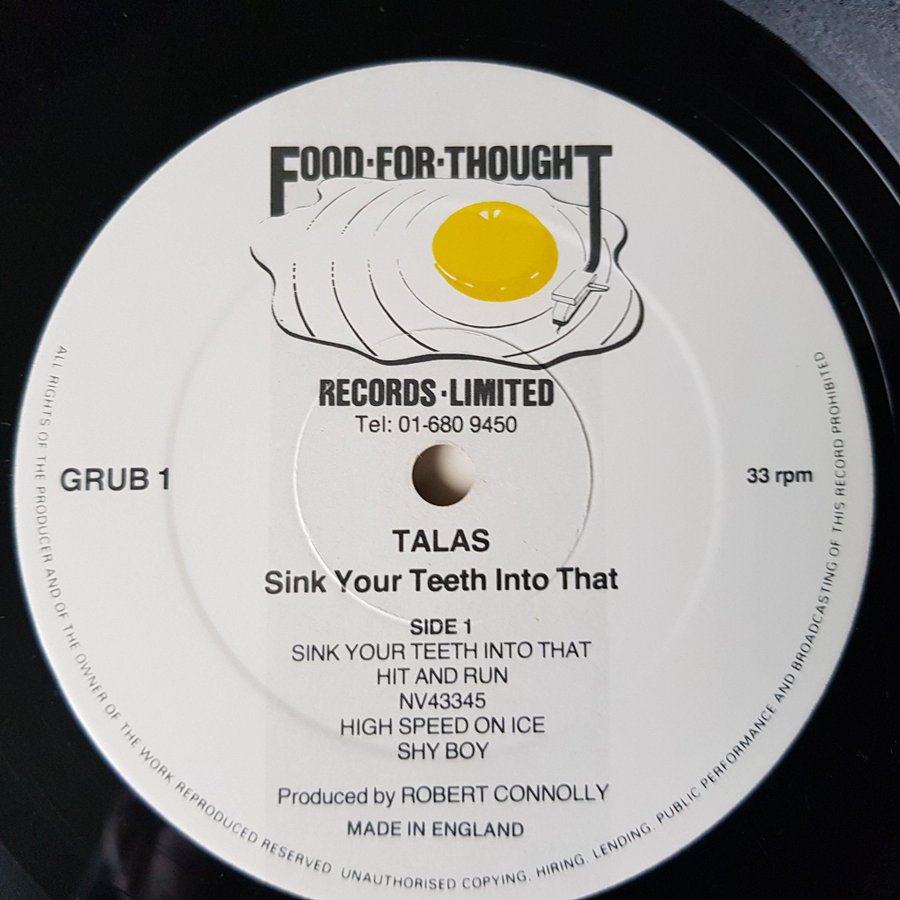 FOOD·FOR·THOUGHT
RECORDS·LIMITED
Tel: 01-680 9450
GRUB 1
33 rpm
TALAS
Sink Your Teeth Into That
SIDE 1
SINK YOUR TEETH INTO THAT
HIT AND RUN
NV43345
HIGH SPEED ON ICE
SHY BOY
Produced by ROBERT CONNOLLY
MADE IN ENGLAND
ALL RIGHTS OF THE PRODUCER AND OF THE OWNER OF THE WORK REPRODUCED RESERVED. UNAUTHORISED COPYING, HIRING, LENDING, PUBLIC PERFORMANCE AND BROADCASTING OF THIS RECORD PROHIBITED